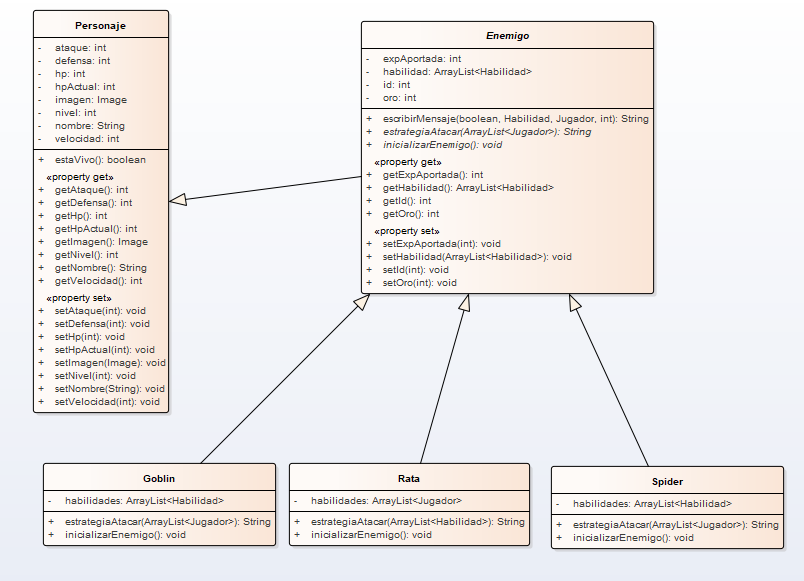 Personaje
- ataque: int
- defensa: int
- hp: int
- hpActual: int
- imagen: Image
- nivel: int
- nombre: String
- velocidad: int
+ estaVivo(): boolean
«property get»
+ getAtaque(): int
+ getDefensa(): int
+ getHp(): int
+ getHpActual(): int
+ getImagen(): Image
+ getNivel(): int
+ getNombre(): String
+ getVelocidad(): int
«property set»
+ setAtaque(int): void
+ setDefensa(int): void
+ setHp(int): void
+ setHpActual(int): void
+ setImagen(Image): void
+ setNivel(int): void
+ setNombre(String): void
+ setVelocidad(int): void
Enemigo
- expAportada: int
- habilidad: ArrayList<Habilidad>
- id: int
- oro: int
+ escribirMensaje(boolean, Habilidad, Jugador, int): String
+ estrategiaAtacar(ArrayList<Jugador>): String
+ inicializarEnemigo(): void
«property get»
+ getExpAportada(): int
+ getHabilidad(): ArrayList<Habilidad>
+ getId(): int
+ getOro(): int
«property set»
+ setExpAportada(int): void
+ setHabilidad(ArrayList<Habilidad>): void
+ setId(int): void
+ setOro(int): void
Goblin
- habilidades: ArrayList<Habilidad>
+ estrategiaAtacar(ArrayList<Jugador>): String
+ inicializarEnemigo(): void
Rata
- habilidades: ArrayList<Jugador>
+ estrategiaAtacar(ArrayList<Habilidad>): String
+ inicializarEnemigo(): void
Spider
- habilidades: ArrayList<Habilidad>
+ estrategiaAtacar(ArrayList<Jugador>): String
+ inicializarEnemigo(): void